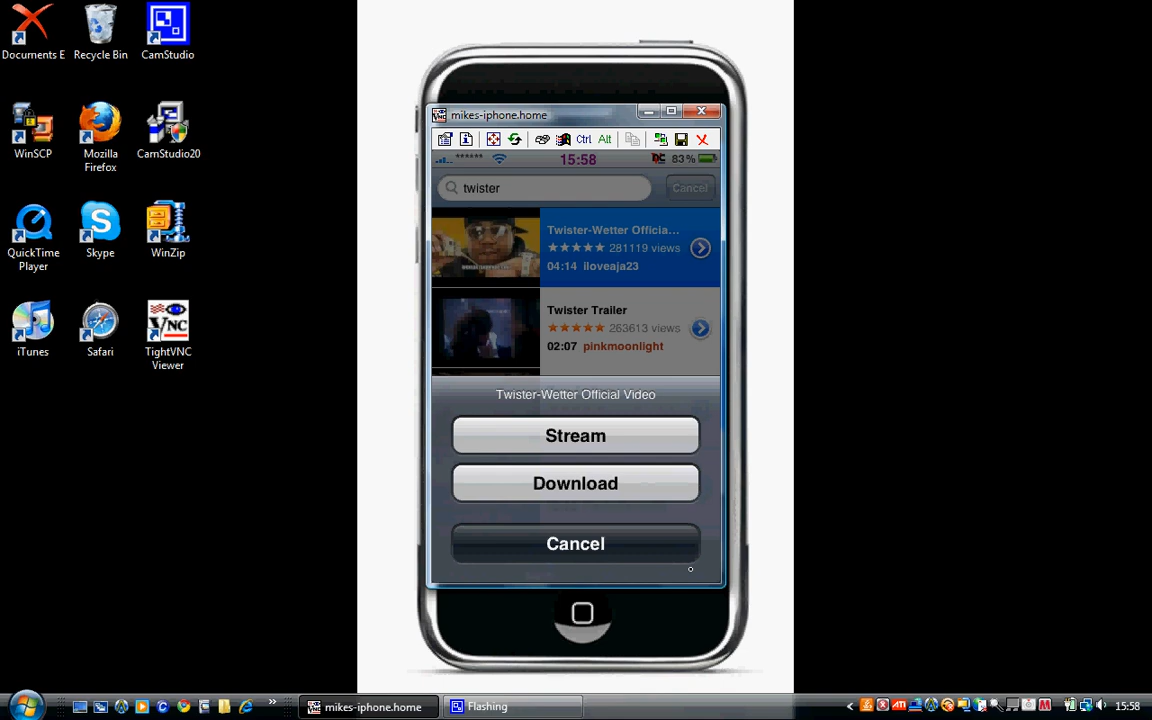 Documents E
Recycle Bin
CamStudio
WinSCP
Mozilla
Firefox
CamStudio20
QuickTime
Player
Skype
WinZip
iTunes
Safari
VNC
TightVNC
Viewer
mikes-iphone.home
Ctrl Alt
****** 15:58 83%
twister
Cancel
Twister-Wetter Officia...
281119 views
04:14 iloveaja23
Twister Trailer
263613 views
02:07 pinkmoonlight
Twister-Wetter Official Video
Stream
Download
Cancel
mikes-iphone.home
Flashing
15:58